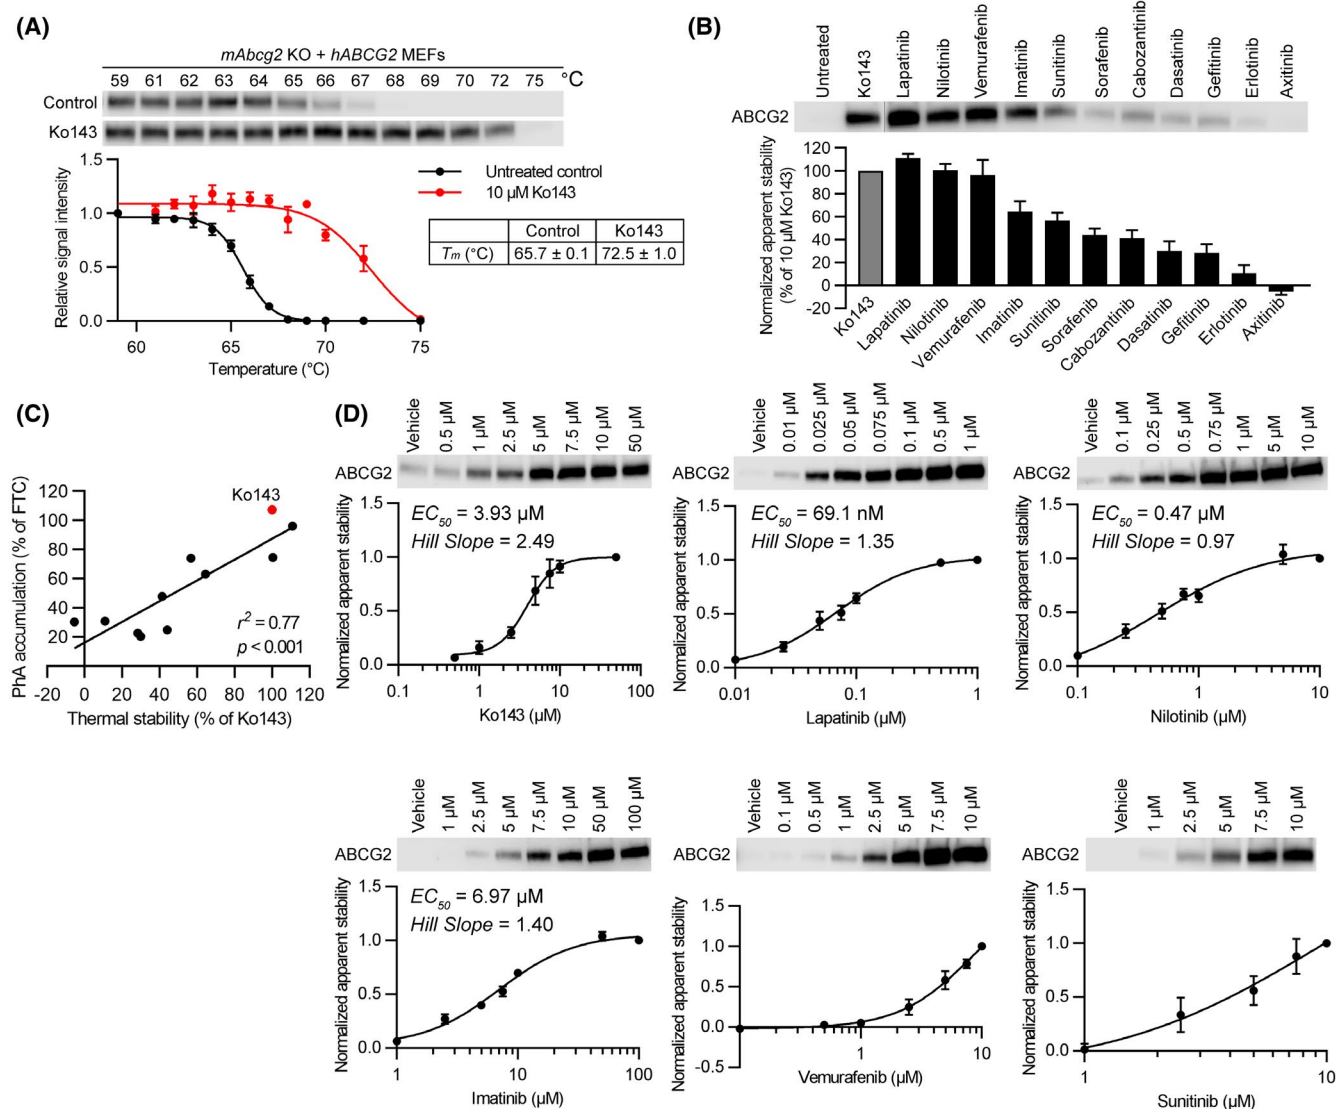 (A)
mAbcg2 KO + hABCG2 MEFs
59 61 62 63 64 65 66 67 68 69 70 72 75 °C
Control
Ko143
Relative signal intensity
1.5
1.0
0.5
0.0
60 65 70 75
Temperature (°C)
Untreated control
10 µM Ko143
Control Ko143
Tm (°C) 65.7 ± 0.1 72.5 ± 1.0
(B)
Untreated
Ko143
Lapatinib
Nilotinib
Vemurafenib
Imatinib
Sunitinib
Sorafenib
Cabozantinib
Dasatinib
Gefitinib
Erlotinib
Axitinib
ABCG2
Normalized apparent stability
(% of 10 µM Ko143)
120
100
80
60
40
20
0
-20
Ko143
Lapatinib
Nilotinib
Vemurafenib
Imatinib
Sunitinib
Sorafenib
Cabozantinib
Dasatinib
Gefitinib
Erlotinib
Axitinib
(C)
PhA accumulation (% of FTC)
120
100
80
60
40
20
Ko143
r² = 0.77
p < 0.001
-20 0 20 40 60 80 100 120
Thermal stability (% of Ko143)
(D)
Vehicle
0.5 µM
1 µM
2.5 µM
5 µM
7.5 µM
10 µM
50 µM
ABCG2
Normalized apparent stability
1.5
1.0
0.5
0.0
EC50 = 3.93 µM
Hill Slope = 2.49
0.1 1 10 100
Ko143 (µM)
Vehicle
0.01 µM
0.025 µM
0.05 µM
0.075 µM
0.1 µM
0.5 µM
1 µM
ABCG2
Normalized apparent stability
1.5
1.0
0.5
0.0
EC50 = 69.1 nM
Hill Slope = 1.35
0.01 0.1 1
Lapatinib (µM)
Vehicle
0.1 µM
0.25 µM
0.5 µM
0.75 µM
1 µM
5 µM
10 µM
ABCG2
Normalized apparent stability
1.5
1.0
0.5
0.0
EC50 = 0.47 µM
Hill Slope = 0.97
0.1 1 10
Nilotinib (µM)
Vehicle
1 µM
2.5 µM
5 µM
7.5 µM
10 µM
50 µM
100 µM
ABCG2
Normalized apparent stability
1.5
1.0
0.5
0.0
EC50 = 6.97 µM
Hill Slope = 1.40
1 10 100
Imatinib (µM)
Vehicle
0.1 µM
0.5 µM
1 µM
2.5 µM
5 µM
7.5 µM
10 µM
ABCG2
Normalized apparent stability
1.5
1.0
0.5
0.0
-0.5
1 10
Vemurafenib (µM)
Vehicle
1 µM
2.5 µM
5 µM
7.5 µM
10 µM
ABCG2
Normalized apparent stability
1.5
1.0
0.5
0.0
1 10
Sunitinib (µM)